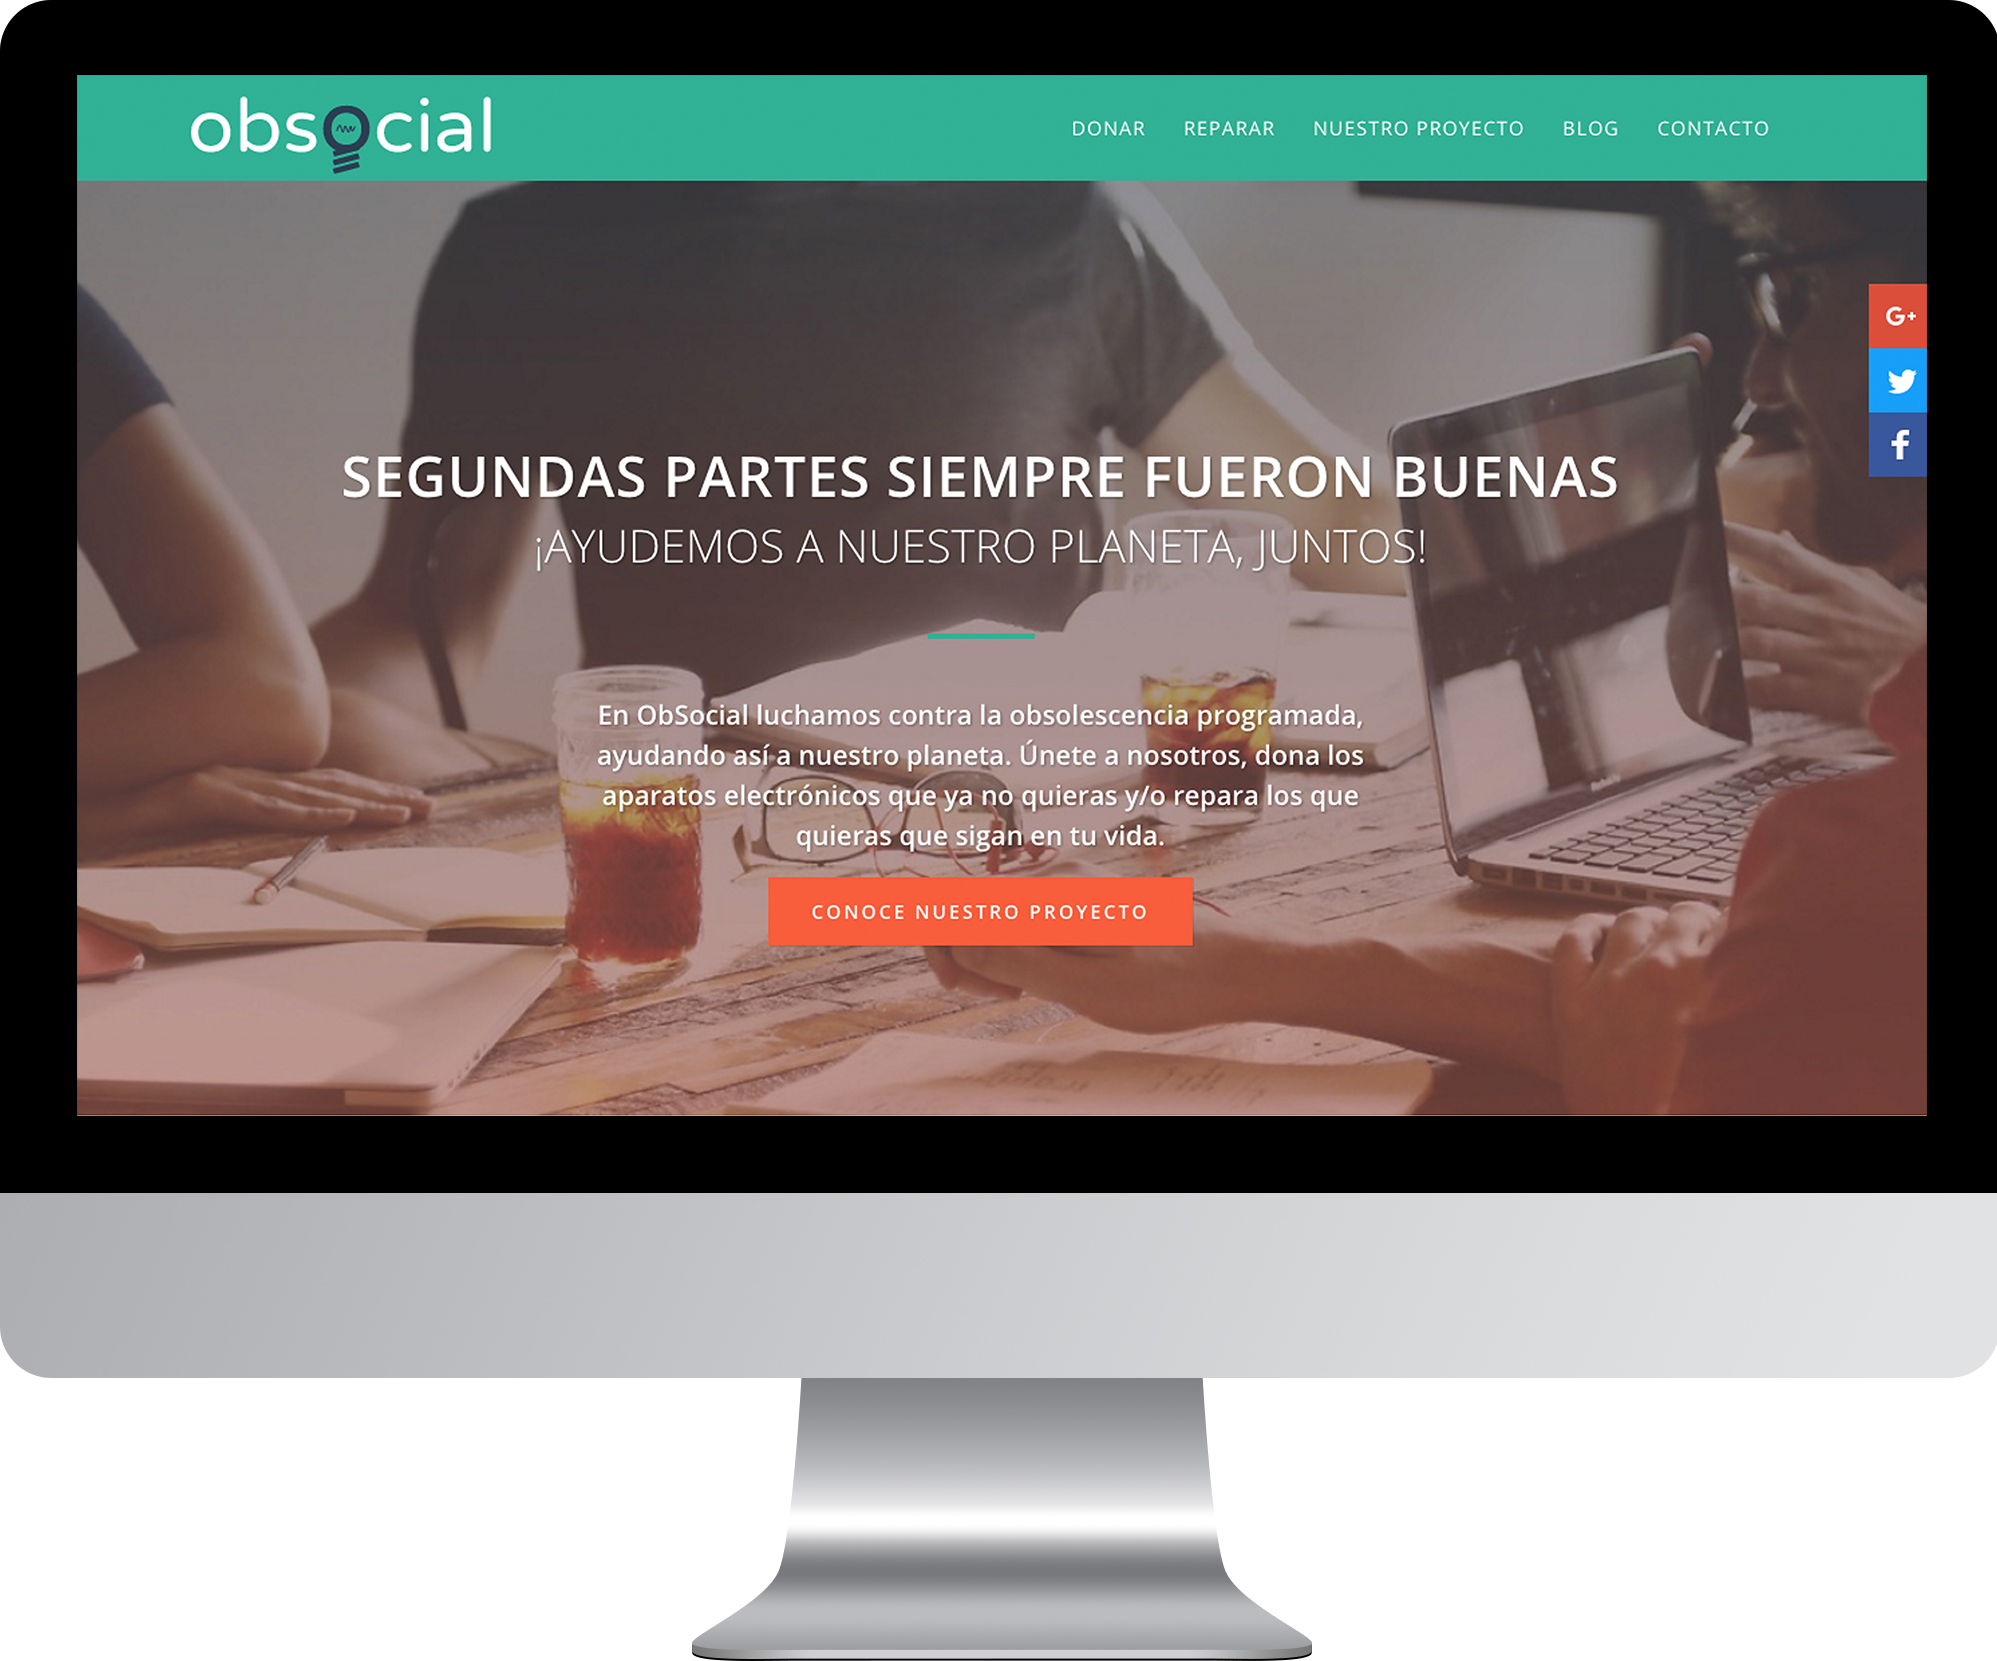 obsocial
DONAR REPARAR NUESTRO PROYECTO BLOG CONTACTO
G+
f
SEGUNDAS PARTES SIEMPRE FUERON BUENAS
¡AYUDEMOS A NUESTRO PLANETA, JUNTOS!
En ObSocial luchamos contra la obsolescencia programada,
ayudando así a nuestro planeta. Únete a nosotros, dona los
aparatos electrónicos que ya no quieras y/o repara los que
quieras que sigan en tu vida.
CONOCE NUESTRO PROYECTO